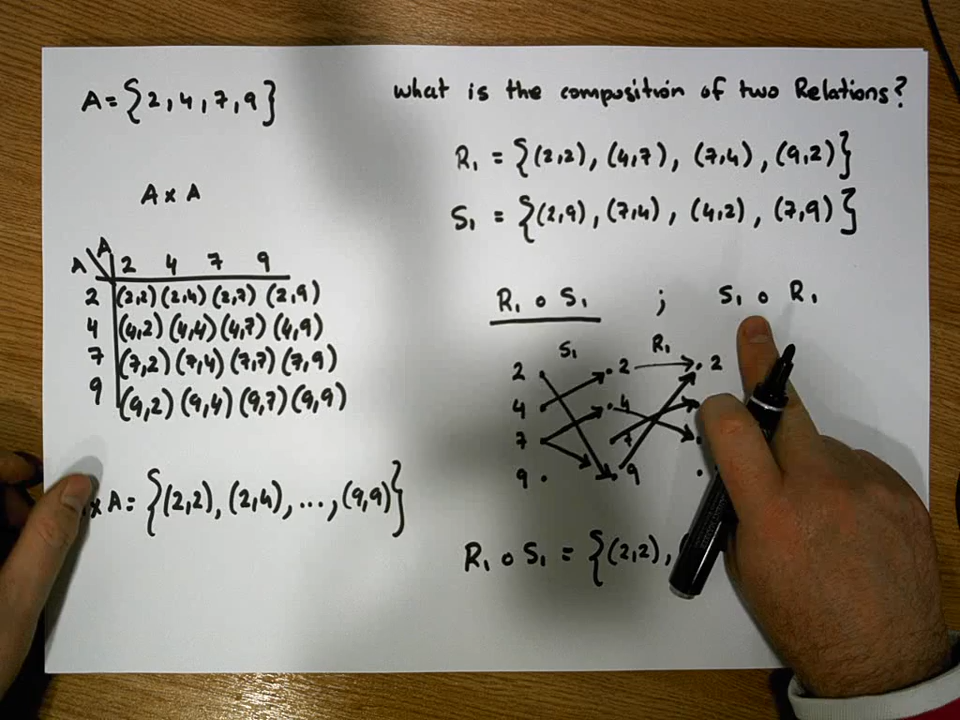 A = {2, 4, 7, 9}
A x A
A \ A 2 4 7 9
2 (2,2) (2,4) (2,7) (2,9)
4 (4,2) (4,4) (4,7) (4,9)
7 (7,2) (7,4) (7,7) (7,9)
9 (9,2) (9,4) (9,7) (9,9)
x A = {(2,2), (2,4), ..., (9,9)}
what is the composition of two Relations?
R₁ = {(2,2), (4,7), (7,4), (9,2)}
S₁ = {(2,9), (7,4), (4,2), (7,9)}
R₁ o S₁ ; S₁ o R₁
S₁ R₁
2 2 2
4 4
7 7
9 9
R₁ o S₁ = {(2,2),